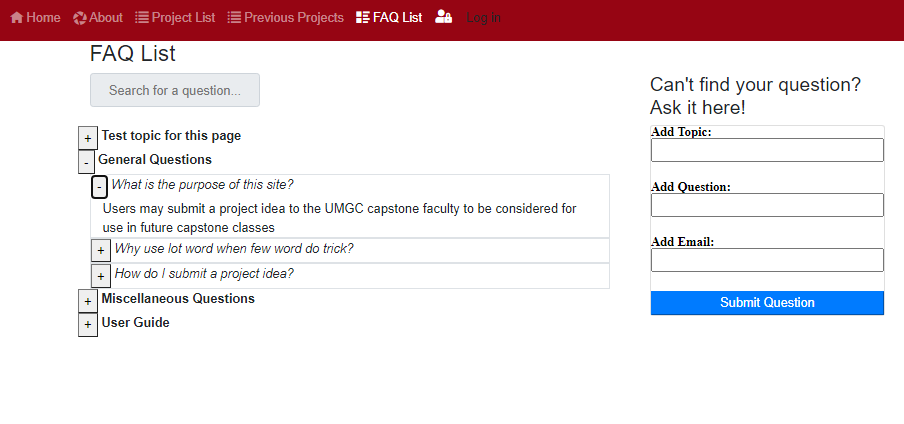 Home About Project List Previous Projects FAQ List Log in
FAQ List
Search for a question...
+ Test topic for this page
- General Questions
- What is the purpose of this site?
Users may submit a project idea to the UMGC capstone faculty to be considered for
use in future capstone classes
+ Why use lot word when few word do trick?
+ How do I submit a project idea?
+ Miscellaneous Questions
+ User Guide
Can't find your question?
Ask it here!
Add Topic:
Add Question:
Add Email:
Submit Question